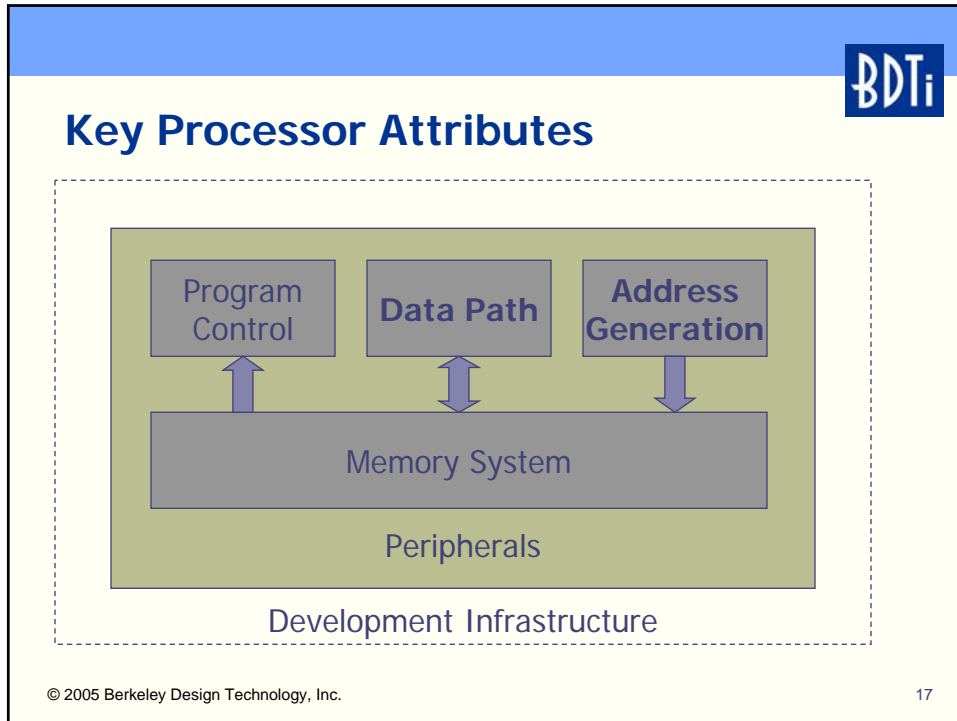 BDTi
Key Processor Attributes
Program
Control
Data Path
Address
Generation
Memory System
Peripherals
Development Infrastructure
© 2005 Berkeley Design Technology, Inc.
17